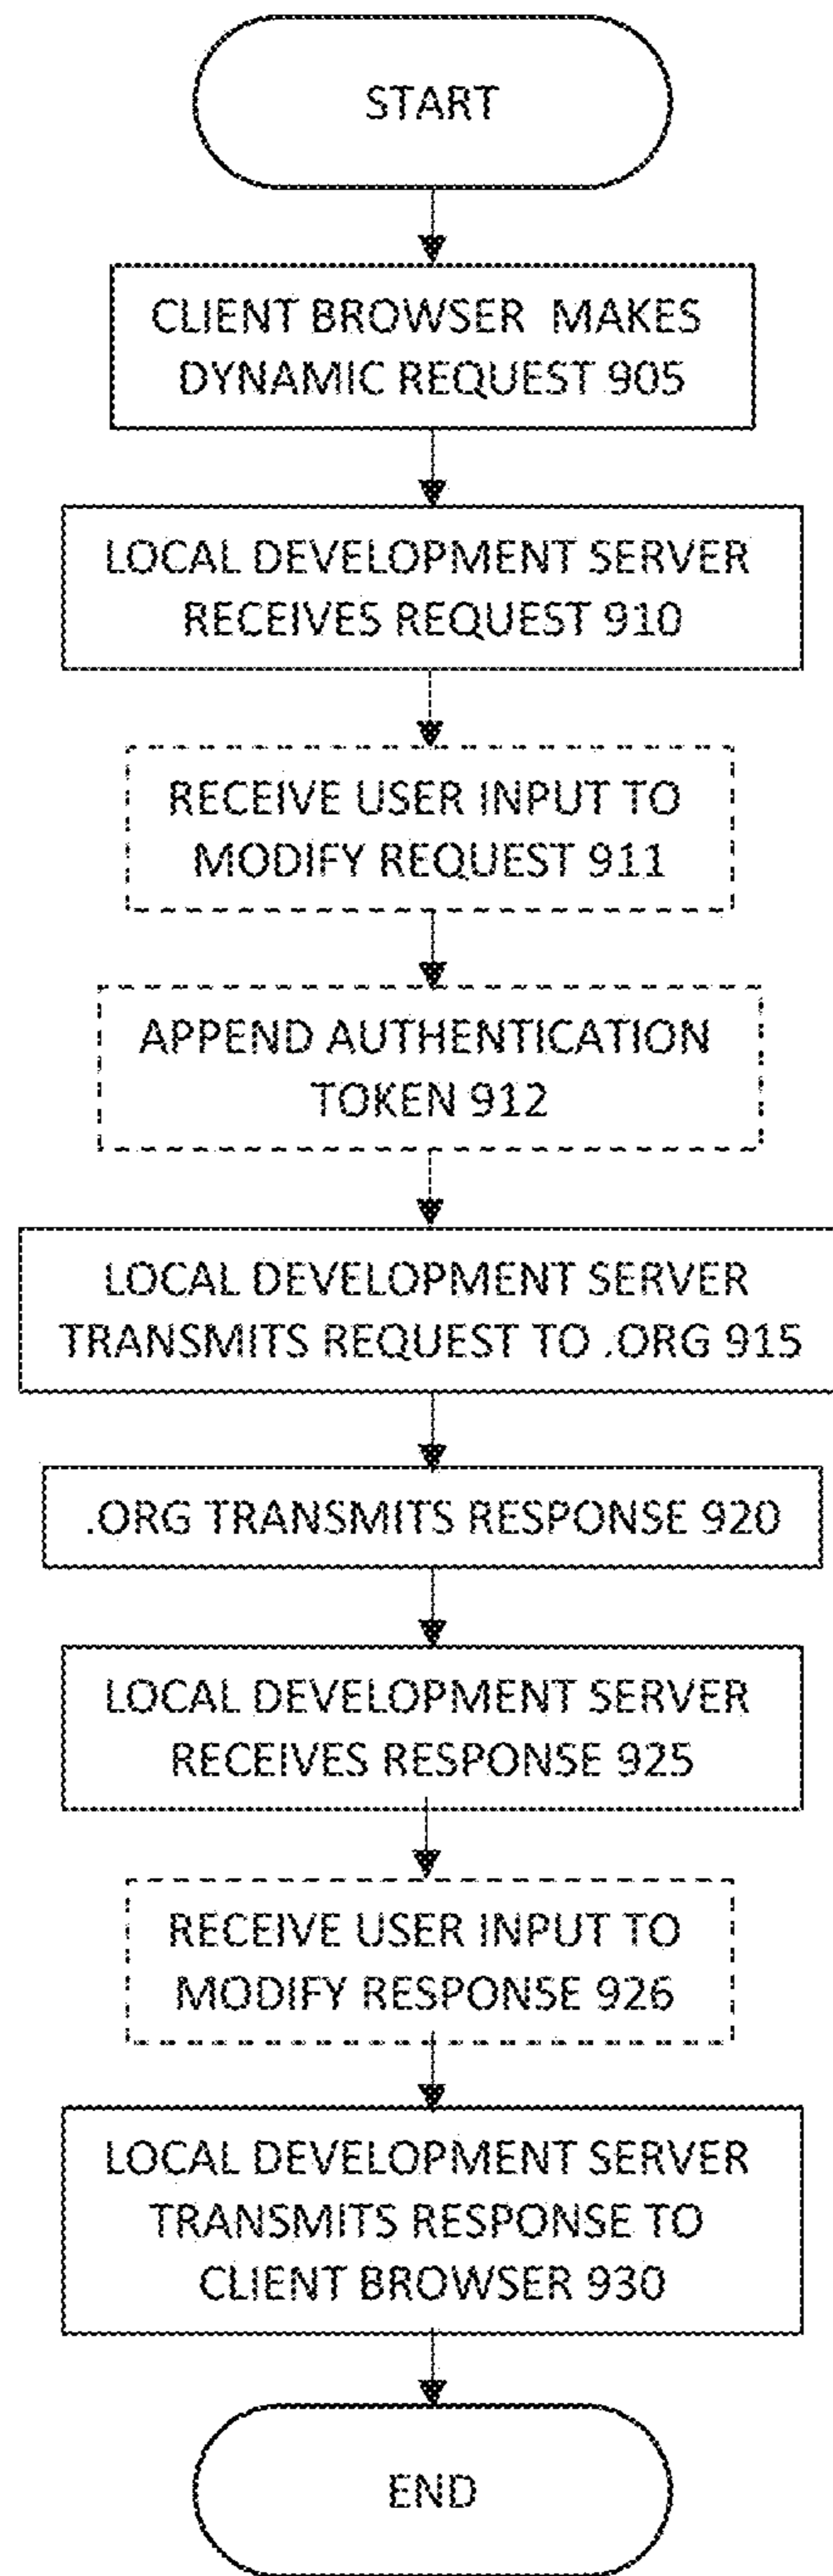 START
CLIENT BROWSER MAKES
DYNAMIC REQUEST 905
LOCAL DEVELOPMENT SERVER
RECEIVES REQUEST 910
RECEIVE USER INPUT TO
MODIFY REQUEST 911
APPEND AUTHENTICATION
TOKEN 912
LOCAL DEVELOPMENT SERVER
TRANSMITS REQUEST TO .ORG 915
.ORG TRANSMITS RESPONSE 920
LOCAL DEVELOPMENT SERVER
RECEIVES RESPONSE 925
RECEIVE USER INPUT TO
MODIFY RESPONSE 926
LOCAL DEVELOPMENT SERVER
TRANSMITS RESPONSE TO
CLIENT BROWSER 930
END